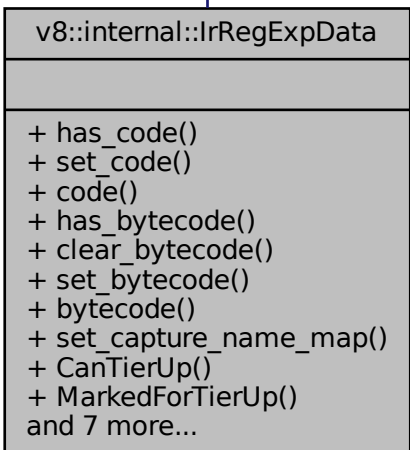 v8::internal::IrRegExpData
+ has_code()
+ set_code()
+ code()
+ has_bytecode()
+ clear_bytecode()
+ set_bytecode()
+ bytecode()
+ set_capture_name_map()
+ CanTierUp()
+ MarkedForTierUp()
and 7 more...